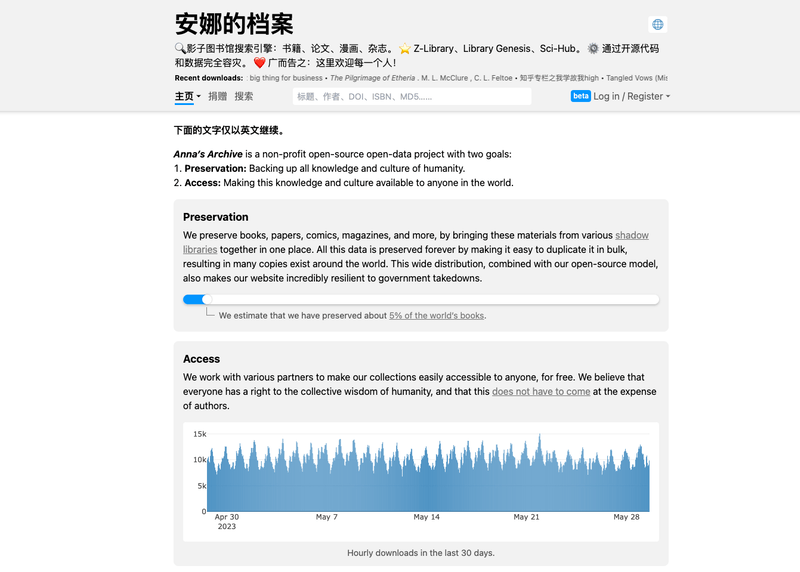 安娜的档案
🔍影子图书馆搜索引擎：书籍、论文、漫画、杂志。⭐️ Z-Library、Library Genesis、Sci-Hub。⚙️ 通过开源代码
和数据完全容灾。❤️ 广而告之：这里欢迎每一个人！
Recent downloads: big thing for business • The Pilgrimage of Etheria . M. L. McClure , C. L. Feltoe • 知乎专栏之我学故我high • Tangled Vows (Mis
主页 捐赠 搜索 标题、作者、DOI、ISBN、MD5…… beta Log in / Register
下面的文字仅以英文继续。
Anna’s Archive is a non-profit open-source open-data project with two goals:
1. Preservation: Backing up all knowledge and culture of humanity.
2. Access: Making this knowledge and culture available to anyone in the world.
Preservation
We preserve books, papers, comics, magazines, and more, by bringing these materials from various shadow
libraries together in one place. All this data is preserved forever by making it easy to duplicate it in bulk,
resulting in many copies exist around the world. This wide distribution, combined with our open-source model,
also makes our website incredibly resilient to government takedowns.
We estimate that we have preserved about 5% of the world’s books.
Access
We work with various partners to make our collections easily accessible to anyone, for free. We believe that
everyone has a right to the collective wisdom of humanity, and that this does not have to come at the expense
of authors.
15k
10k
5k
0
Apr 30 May 7 May 14 May 21 May 28
2023
Hourly downloads in the last 30 days.